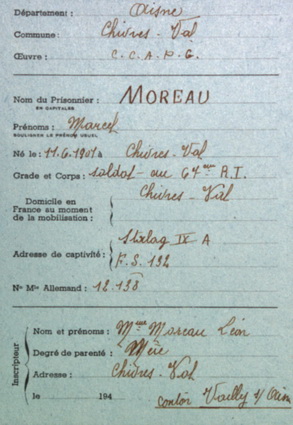 Département : Aisne
Commune : Chivres-Val
Œuvre : C.C.A.P.G.
Nom du Prisonnier : MOREAU
EN CAPITALES
Prénoms : Marcel
SOULIGNER LE PRÉNOM USUEL
Né le : 11.6.1901 à Chivres-Val
Grade et Corps : soldat au 67ème R.I.
Domicile en France au moment de la mobilisation : Chivres-Val
Adresse de captivité : Stalag IX A
F.S. 192
No Mle Allemand : 12.138
Inscripteur
Nom et prénoms : Mme Moreau Léon
Degré de parenté : Mère
Adresse : Chivres-Val
le 194
canton Vailly s/